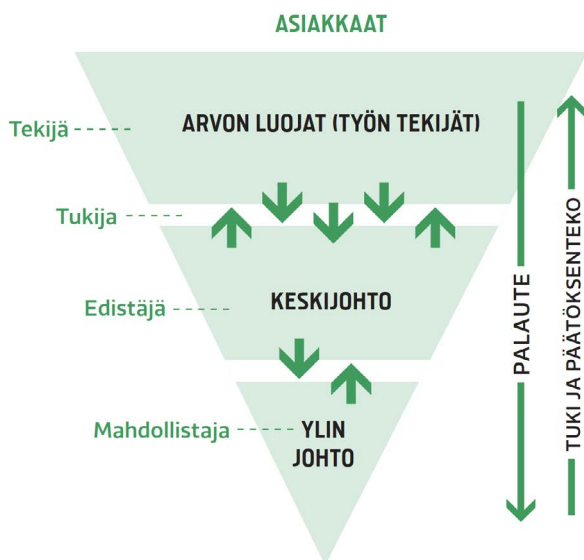 ASIAKKAAT
Tekijä
ARVON LUOJAT (TYÖN TEKIJÄT)
Tukija
Edistäjä
KESKIJOHTO
Mahdollistaja
YLIN
JOHTO
PALAUTE
TUKI JA PÄÄTÖKSENTEKO